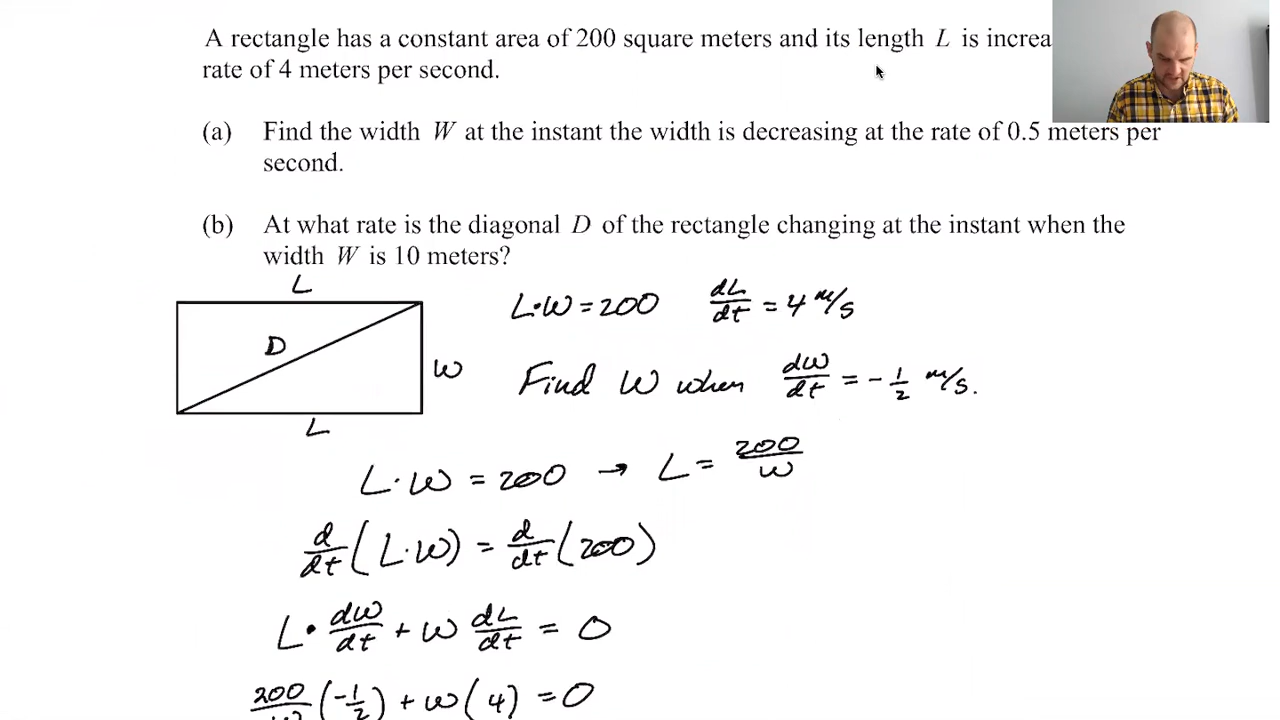 A rectangle has a constant area of 200 square meters and its length L is increa
rate of 4 meters per second.
(a) Find the width W at the instant the width is decreasing at the rate of 0.5 meters per
second.
(b) At what rate is the diagonal D of the rectangle changing at the instant when the
width W is 10 meters?
L
D
W
L
L·W = 200 dL/dt = 4 m/s
Find W when dW/dt = -1/2 m/s.
L·W = 200 → L = 200/W
d/dt (L·W) = d/dt (200)
L· dW/dt + W dL/dt = 0
200/W (-1/2) + W(4) = 0